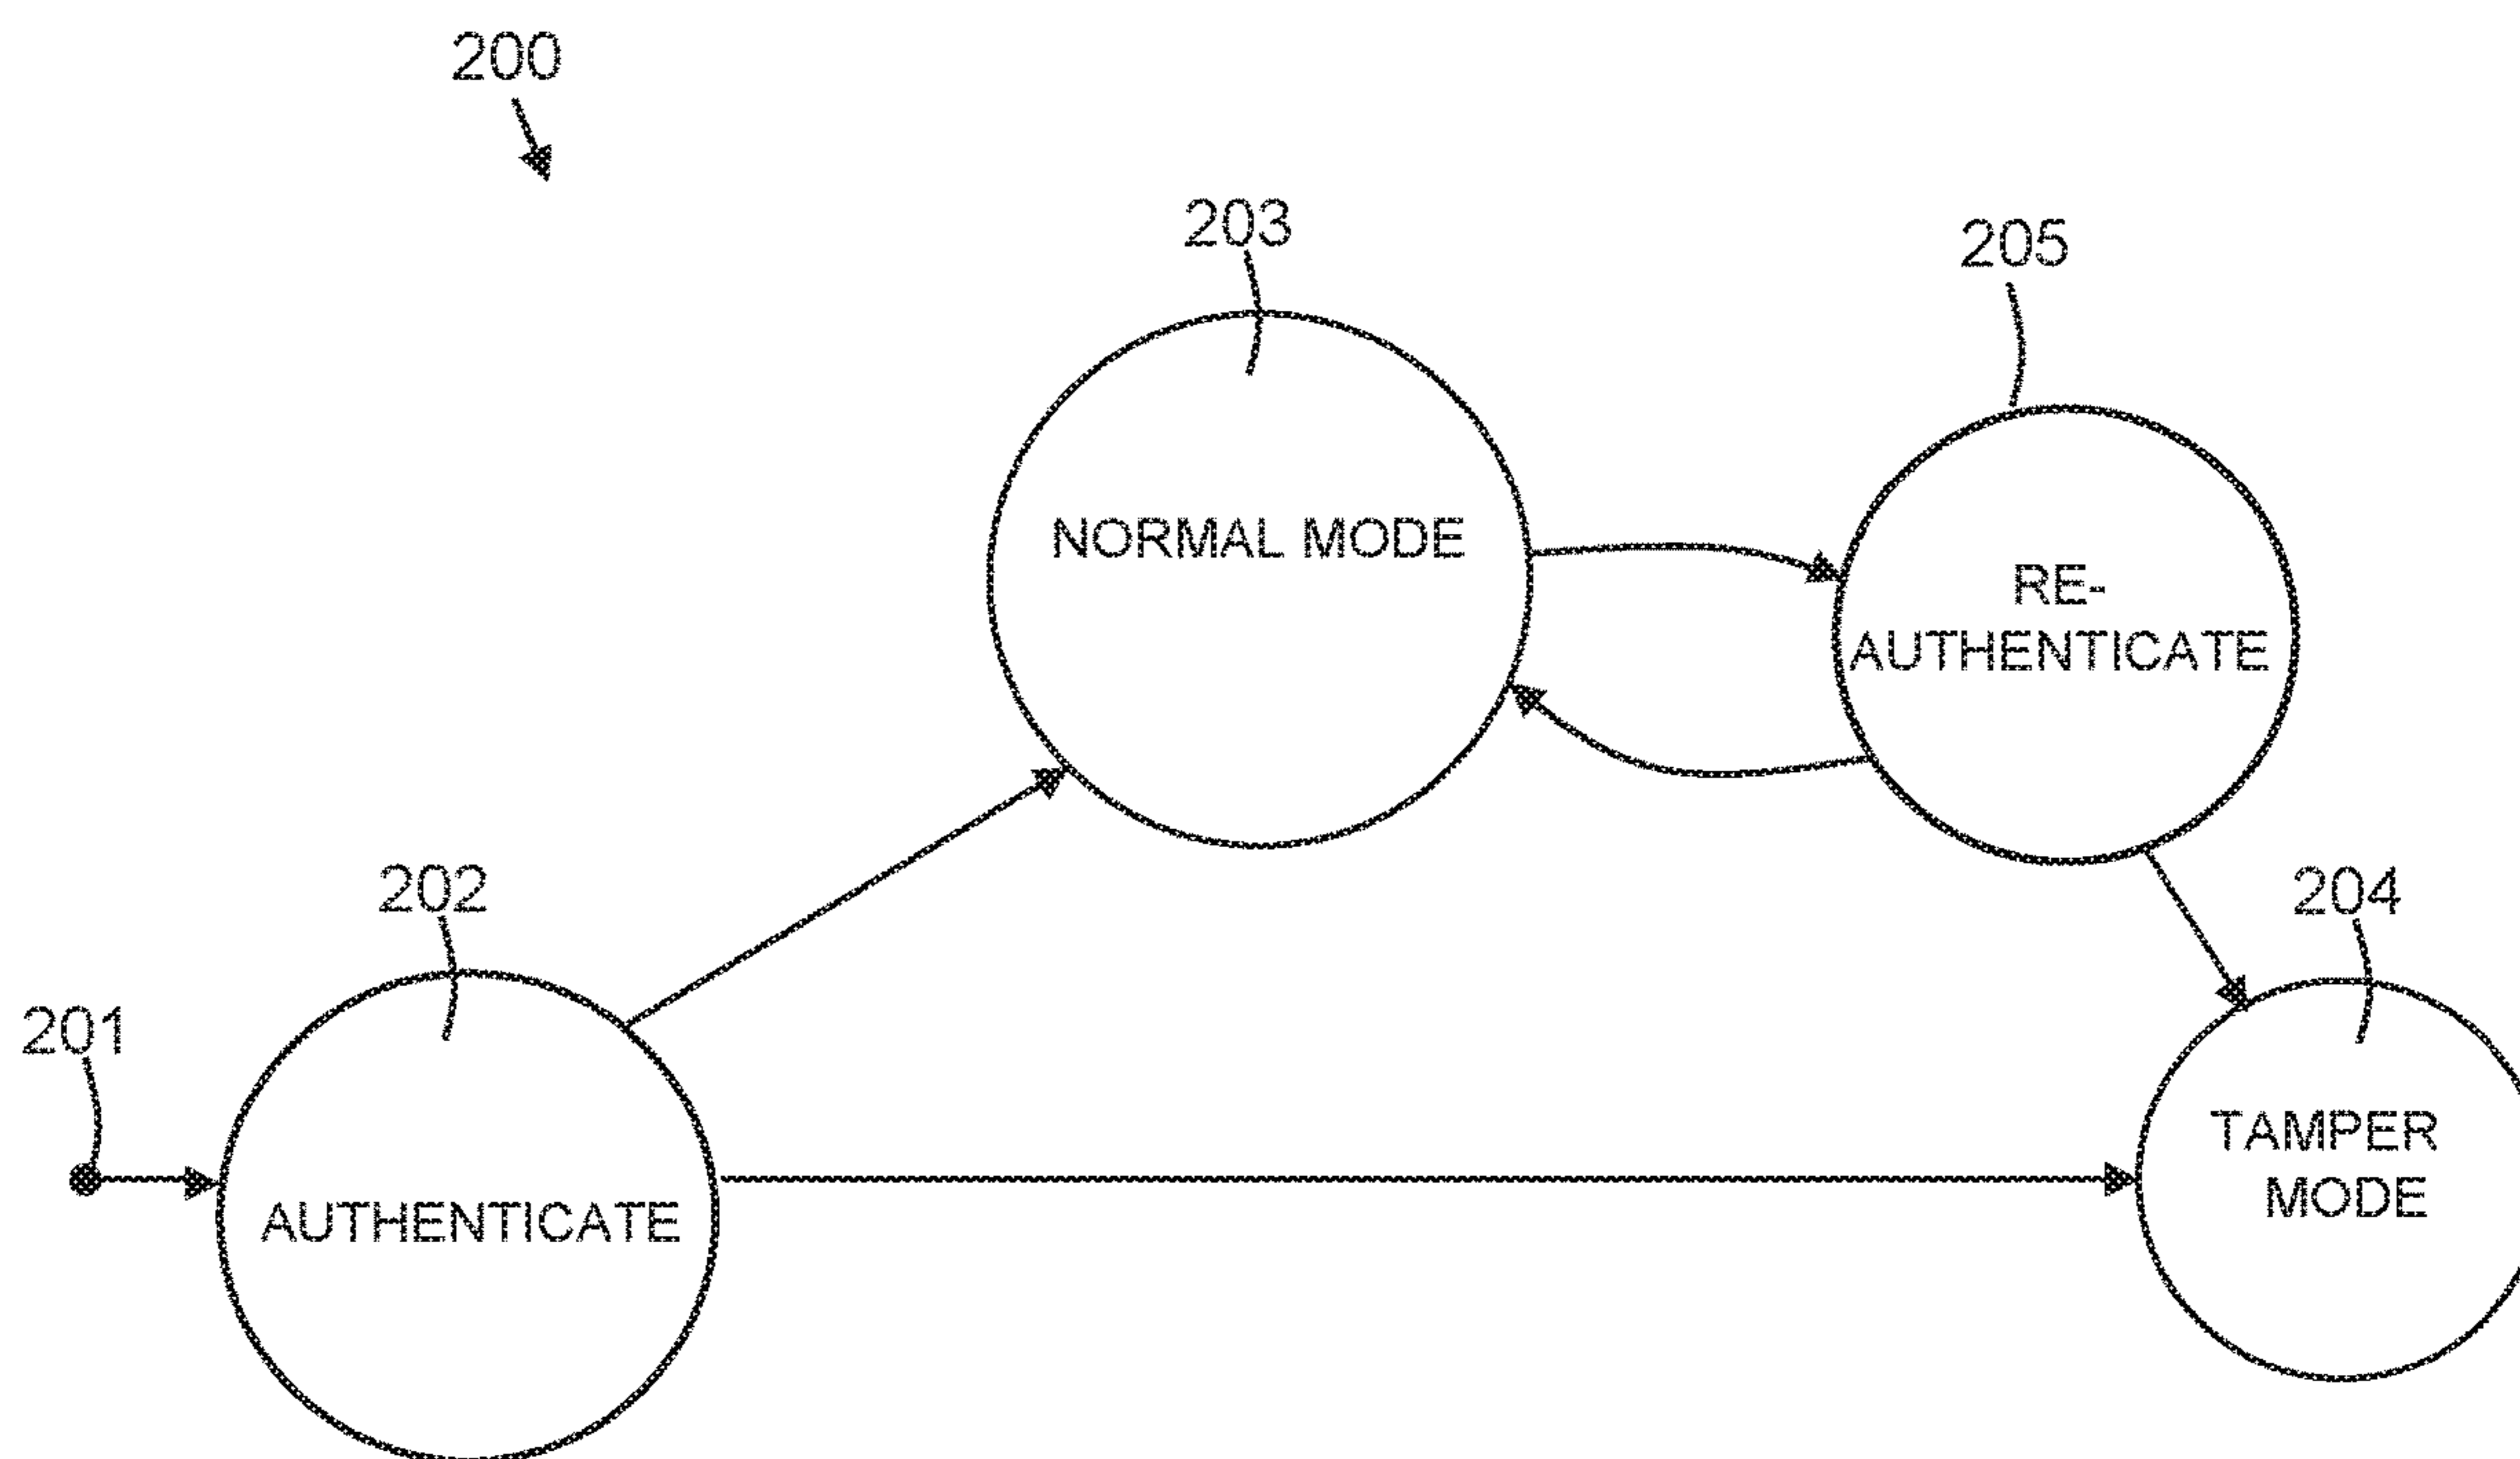 200
203
205
NORMAL MODE
RE-
AUTHENTICATE
202
204
201
TAMPER
MODE
AUTHENTICATE